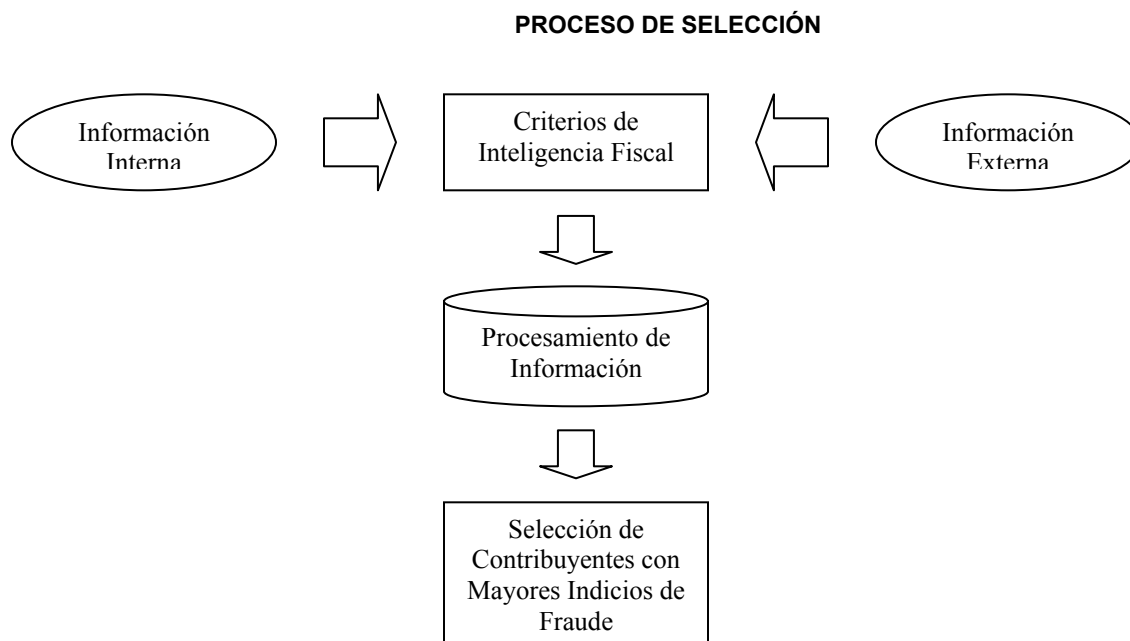 PROCESO DE SELECCIÓN
Información
Interna
Criterios de
Inteligencia Fiscal
Información
Externa
Procesamiento de
Información
Selección de
Contribuyentes con
Mayores Indicios de
Fraude